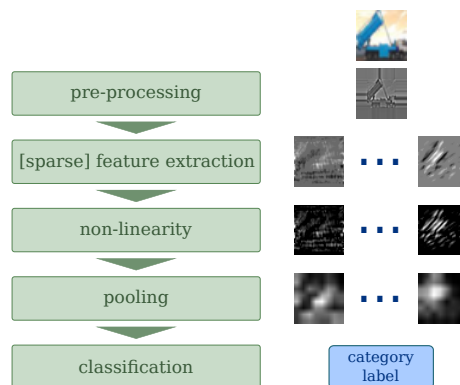 pre-processing
[sparse] feature extraction
non-linearity
pooling
classification
category
label